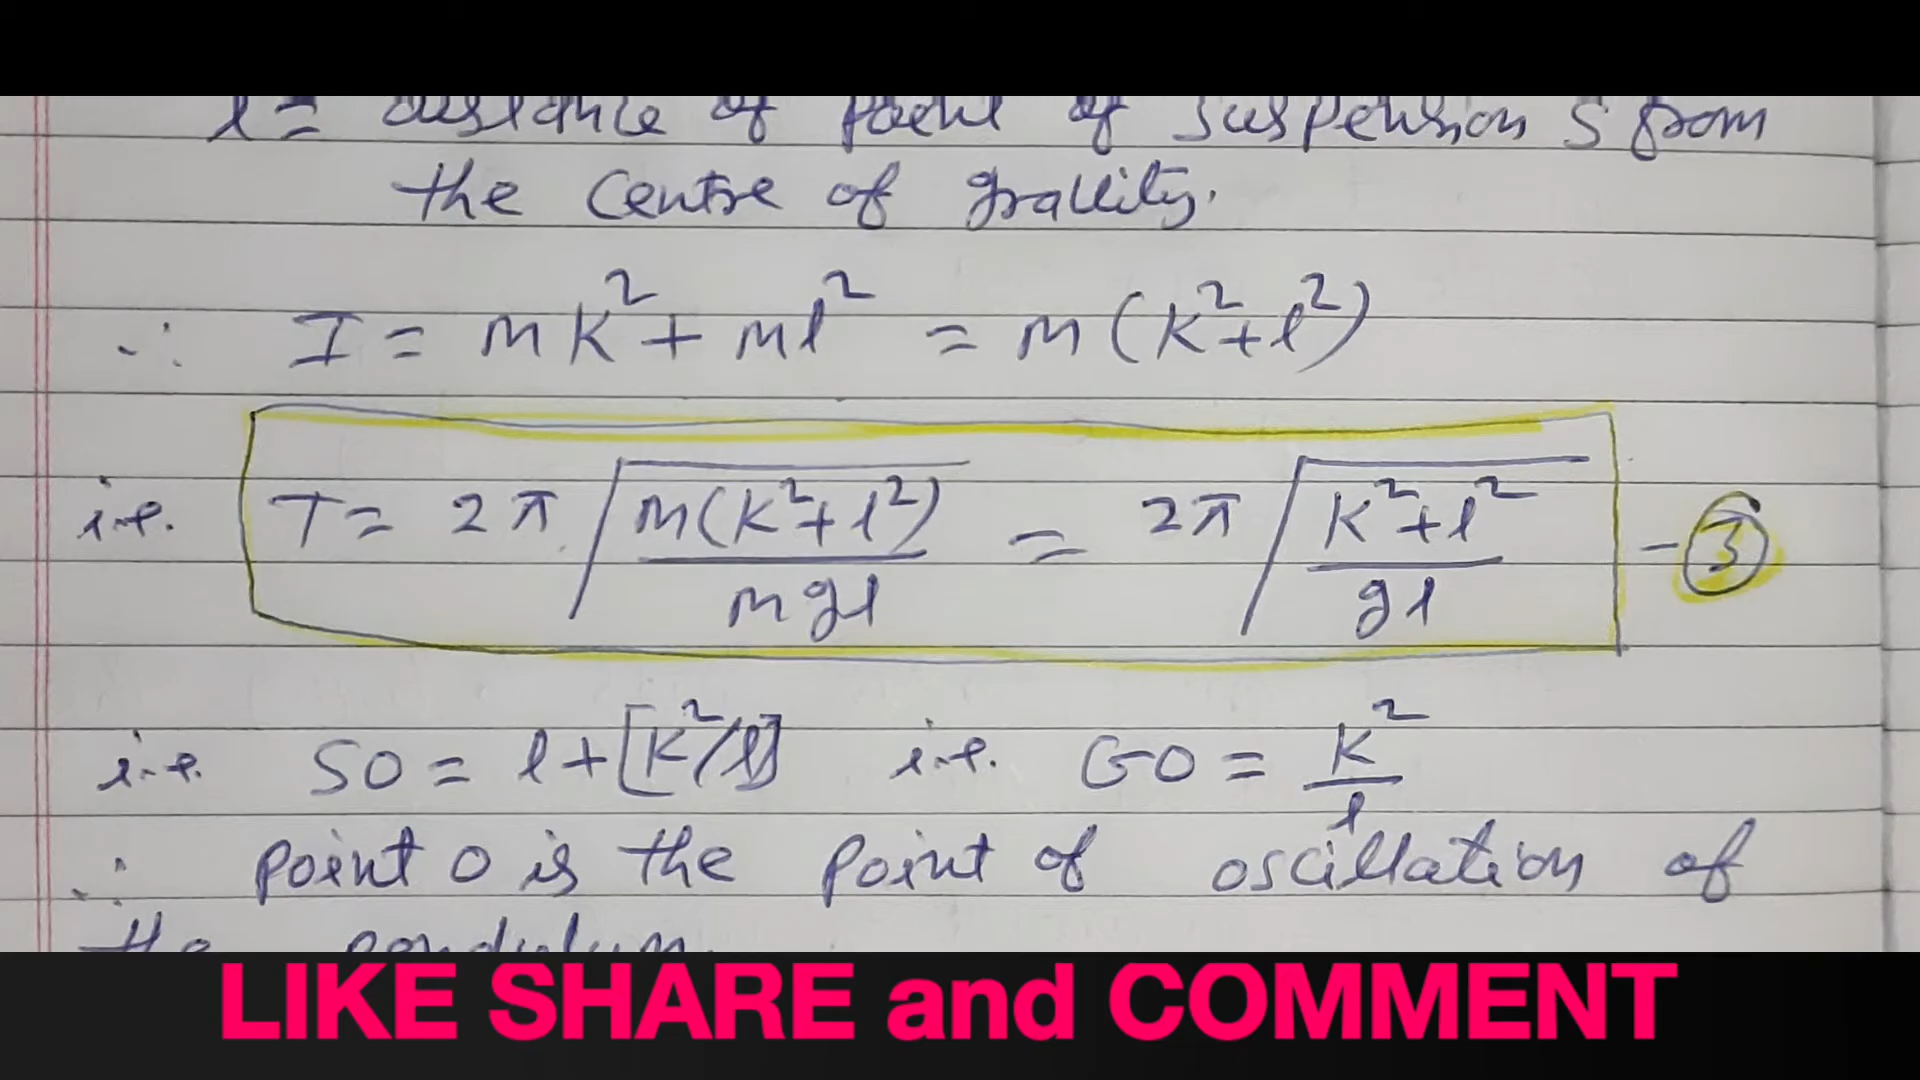 l = distance of point of suspension S from
the centre of gravity.
∴ I = mK² + ml² = m(K²+l²)
i.e. T = 2π √(m(K²+l²)/mgl) = 2π √(K²+l²/gl) - ③
i.e. SO = l+[K²/l] i.e. GO = K²/l
∴ point O is the point of oscillation of
the pendulum.
LIKE SHARE and COMMENT